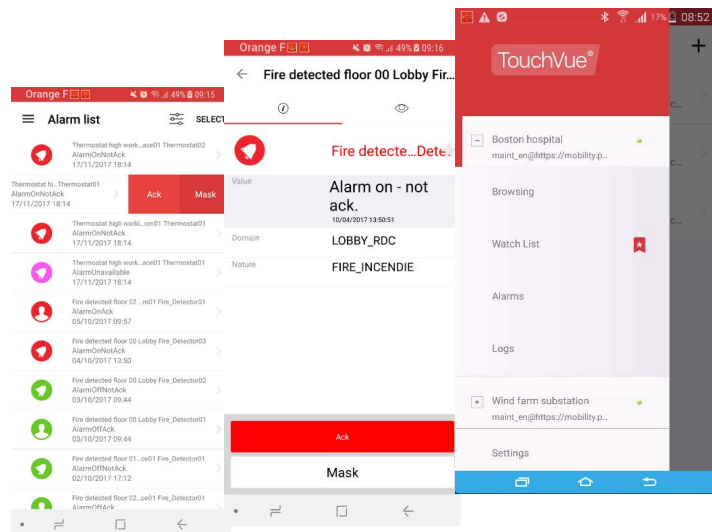 Orange F 49% 09:15
Alarm list SELECT
Thermostat high work...ace01 Thermostat02
AlarmOnNotAck
17/11/2017 18:14
Thermostat hi...Thermostat01
AlarmOnNotAck
17/11/2017 18:14
Ack Mask
Thermostat high worki...om01 Thermostat01
AlarmOnNotAck
17/11/2017 18:14
Thermostat high work...ace01 Thermostat01
AlarmUnavailable
17/11/2017 18:14
Fire detected floor 02 ...m01 Fire_Detector01
AlarmOnAck
05/10/2017 09:57
Fire detected floor 00 Lobby Fire_Detector03
AlarmOnNotAck
04/10/2017 13:50
Fire detected floor 00 Lobby Fire_Detector02
AlarmOffNotAck
03/10/2017 09:44
Fire detected floor 00 Lobby Fire_Detector01
AlarmOffAck
03/10/2017 09:44
Fire detected floor 01...ce01 Fire_Detector01
AlarmOffNotAck
02/10/2017 17:12
Fire detected floor 02...ce01 Fire_Detector01
AlarmOffAck
Orange F 49% 09:16
Fire detected floor 00 Lobby Fir...
Fire detecte...Dete
Value
Alarm on - not
ack.
10/04/2017 13:50:51
Domain LOBBY_RDC
Nature FIRE_INCENDIE
Ack
Mask
17% 08:52
TouchVue®
Boston hospital
maint_en@https://mobility.p...
Browsing
Watch List
Alarms
Logs
Wind farm substation
maint_en@https://mobility.p...
Settings
+
c...
c...
c...